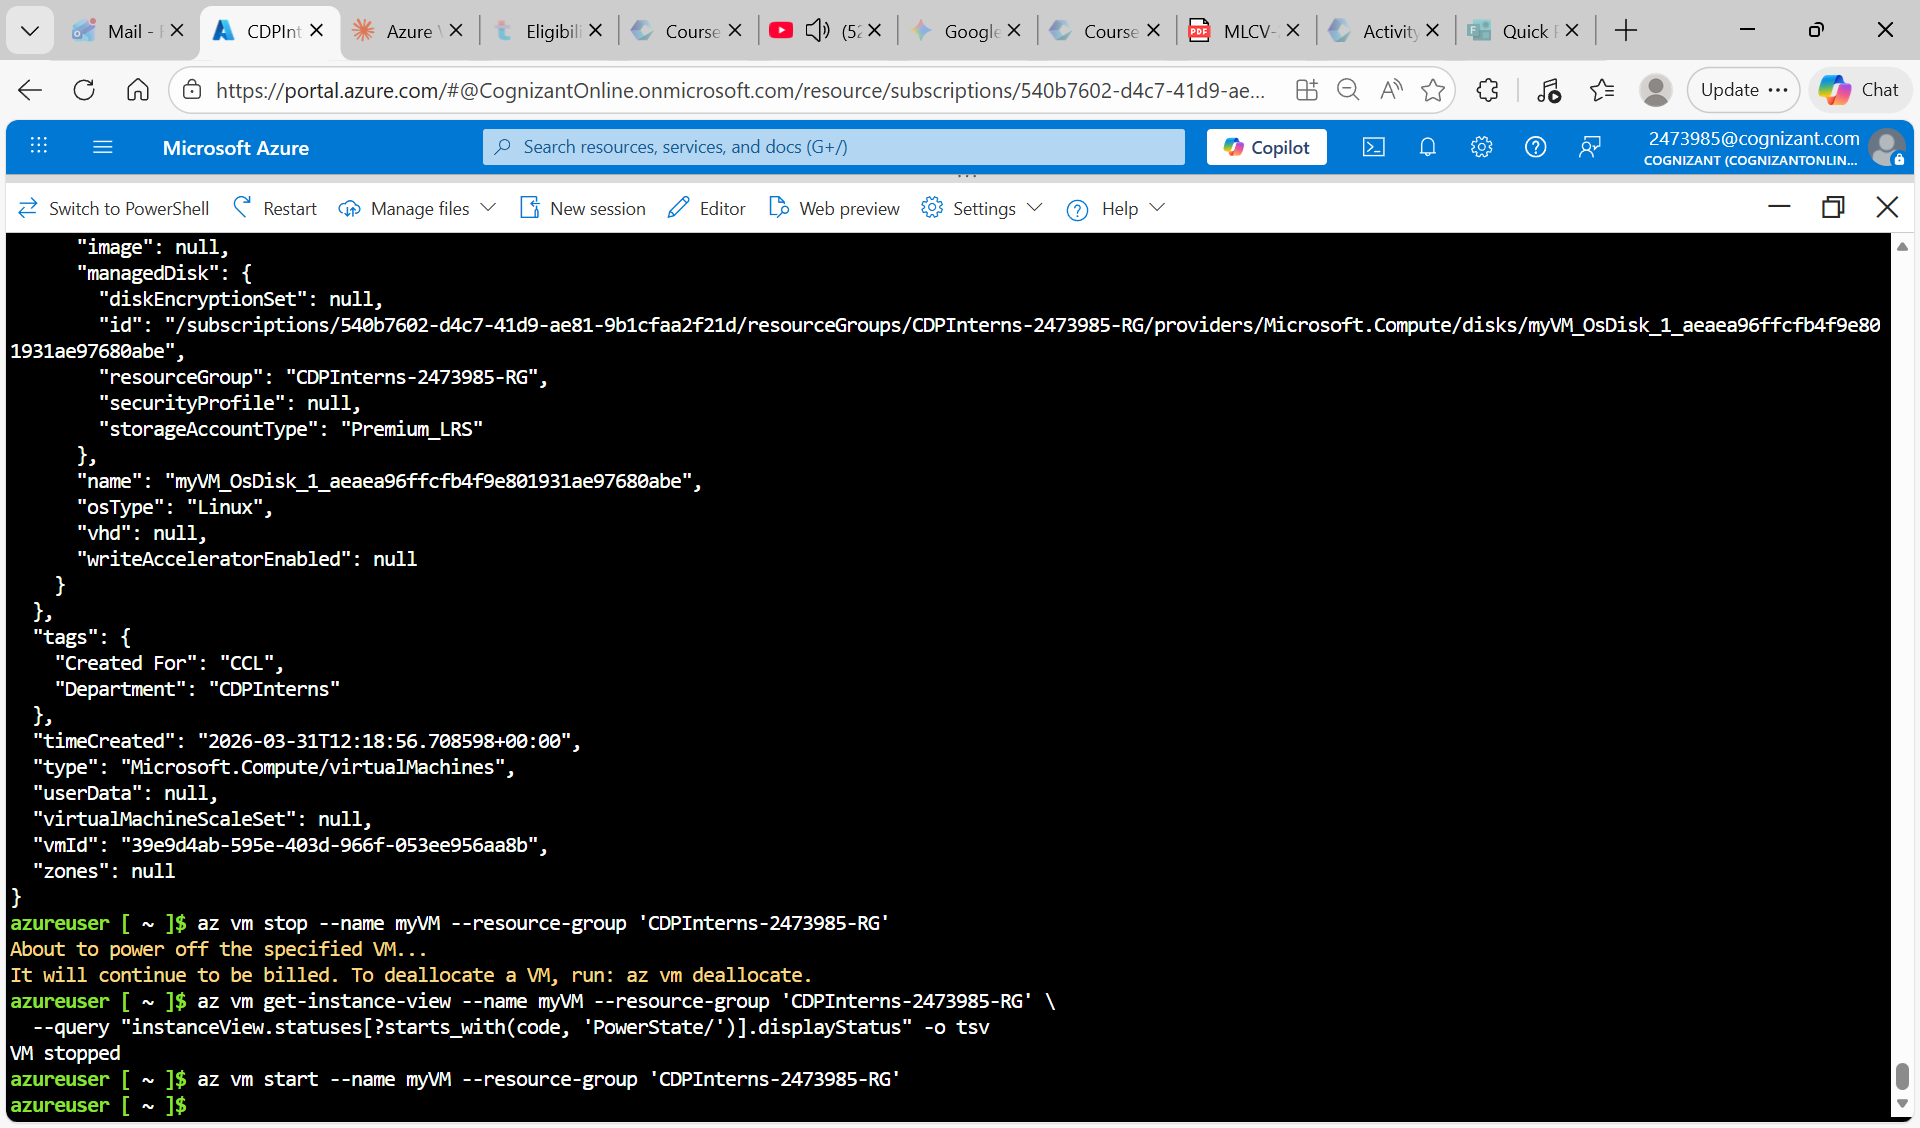 Mail -
CDPInt
Azure
Eligibili
Course
(52
Google
Course
MLCV-
Activity
Quick
https://portal.azure.com/#@CognizantOnline.onmicrosoft.com/resource/subscriptions/540b7602-d4c7-41d9-ae...
Update
Chat
Microsoft Azure
Search resources, services, and docs (G+/)
Copilot
2473985@cognizant.com
COGNIZANT (COGNIZANTONLIN...
Switch to PowerShell
Restart
Manage files
New session
Editor
Web preview
Settings
Help
"image": null,
"managedDisk": {
"diskEncryptionSet": null,
"id": "/subscriptions/540b7602-d4c7-41d9-ae81-9b1cfaa2f21d/resourceGroups/CDPInterns-2473985-RG/providers/Microsoft.Compute/disks/myVM_OsDisk_1_aeaea96ffcfb4f9e80
1931ae97680abe",
"resourceGroup": "CDPInterns-2473985-RG",
"securityProfile": null,
"storageAccountType": "Premium_LRS"
},
"name": "myVM_OsDisk_1_aeaea96ffcfb4f9e801931ae97680abe",
"osType": "Linux",
"vhd": null,
"writeAcceleratorEnabled": null
}
},
"tags": {
"Created For": "CCL",
"Department": "CDPInterns"
},
"timeCreated": "2026-03-31T12:18:56.708598+00:00",
"type": "Microsoft.Compute/virtualMachines",
"userData": null,
"virtualMachineScaleSet": null,
"vmId": "39e9d4ab-595e-403d-966f-053ee956aa8b",
"zones": null
}
azureuser [ ~ ]$ az vm stop --name myVM --resource-group 'CDPInterns-2473985-RG'
About to power off the specified VM...
It will continue to be billed. To deallocate a VM, run: az vm deallocate.
azureuser [ ~ ]$ az vm get-instance-view --name myVM --resource-group 'CDPInterns-2473985-RG' \
--query "instanceView.statuses[?starts_with(code, 'PowerState/')].displayStatus" -o tsv
VM stopped
azureuser [ ~ ]$ az vm start --name myVM --resource-group 'CDPInterns-2473985-RG'
azureuser [ ~ ]$